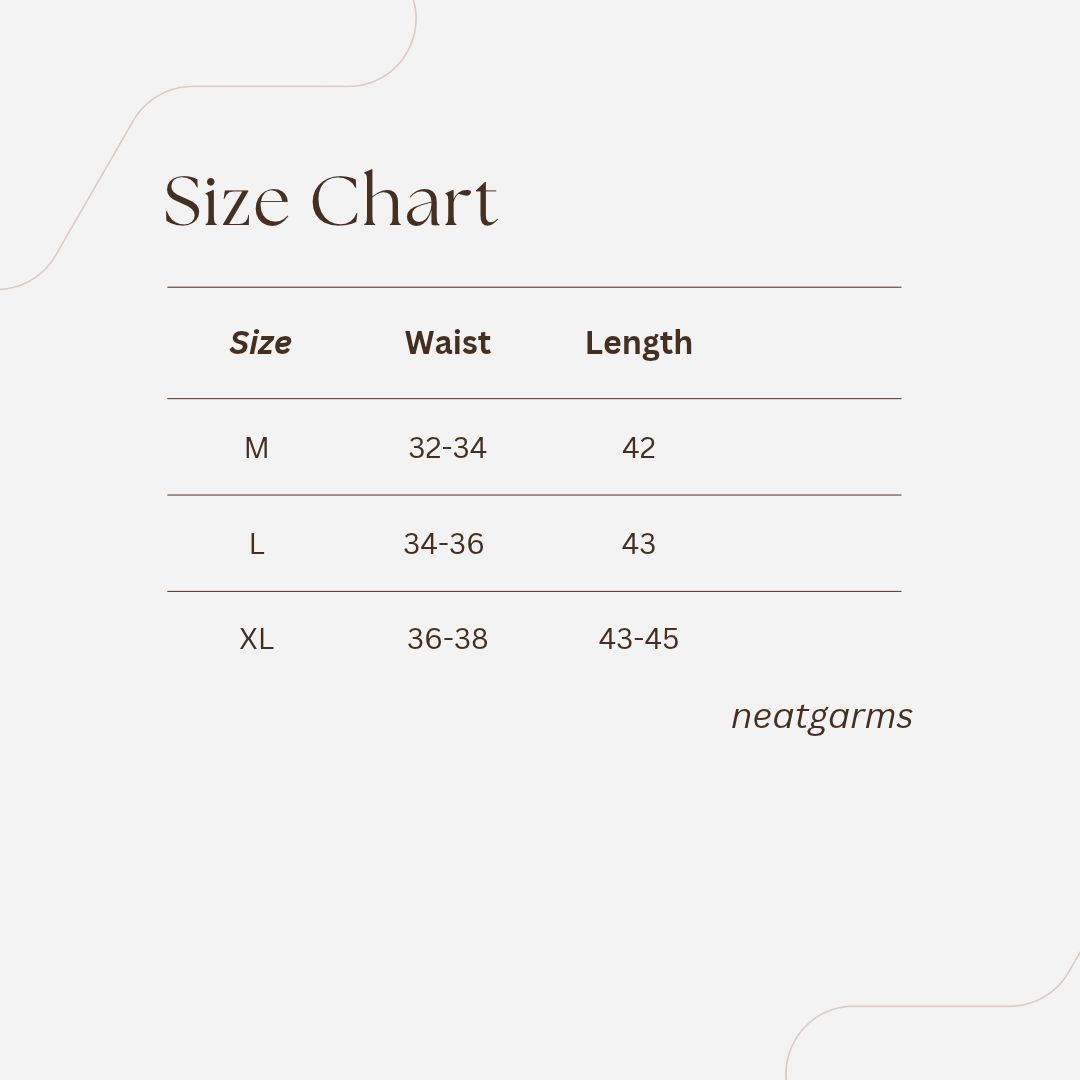 Size Chart
Size Waist Length
M 32-34 42
L 34-36 43
XL 36-38 43-45
neatgarms